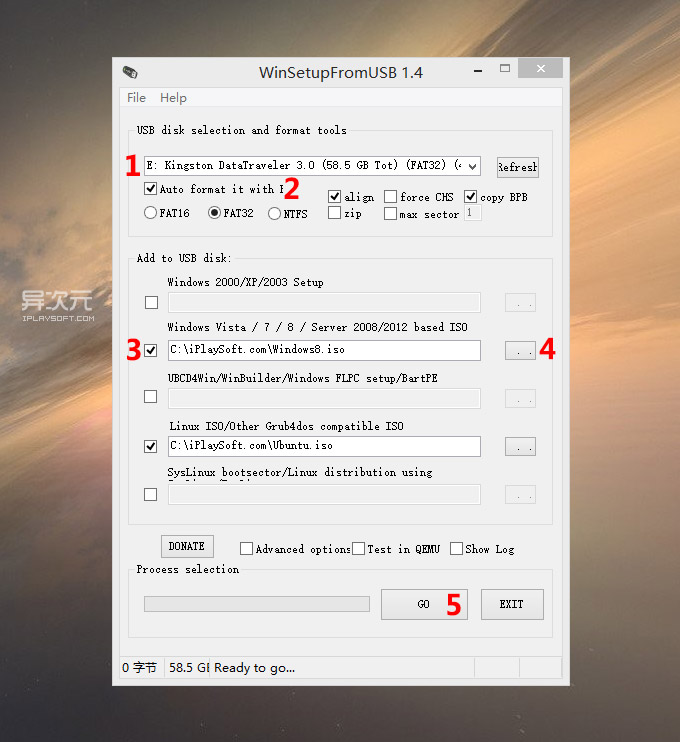 WinSetupFromUSB 1.4
File Help
USB disk selection and format tools
1 E: Kingston DataTraveler 3.0 (58.5 GB Tot) (FAT32) ( Refresh
Auto format it with 2
align force CHS copy BPB
FAT16 FAT32 NTFS zip max sector 1
Add to USB disk:
Windows 2000/XP/2003 Setup
. .
异次元
IPLAYSOFT.COM
Windows Vista / 7 / 8 / Server 2008/2012 based ISO
3 C:\iPlaySoft.com\Windows8.iso . . 4
UBCD4Win/WinBuilder/Windows FLPC setup/BartPE
. .
Linux ISO/Other Grub4dos compatible ISO
C:\iPlaySoft.com\Ubuntu.iso . .
SysLinux bootsector/Linux distribution using
. .
DONATE Advanced options Test in QEMU Show Log
Process selection
GO 5 EXIT
0 字节 58.5 GB Ready to go...